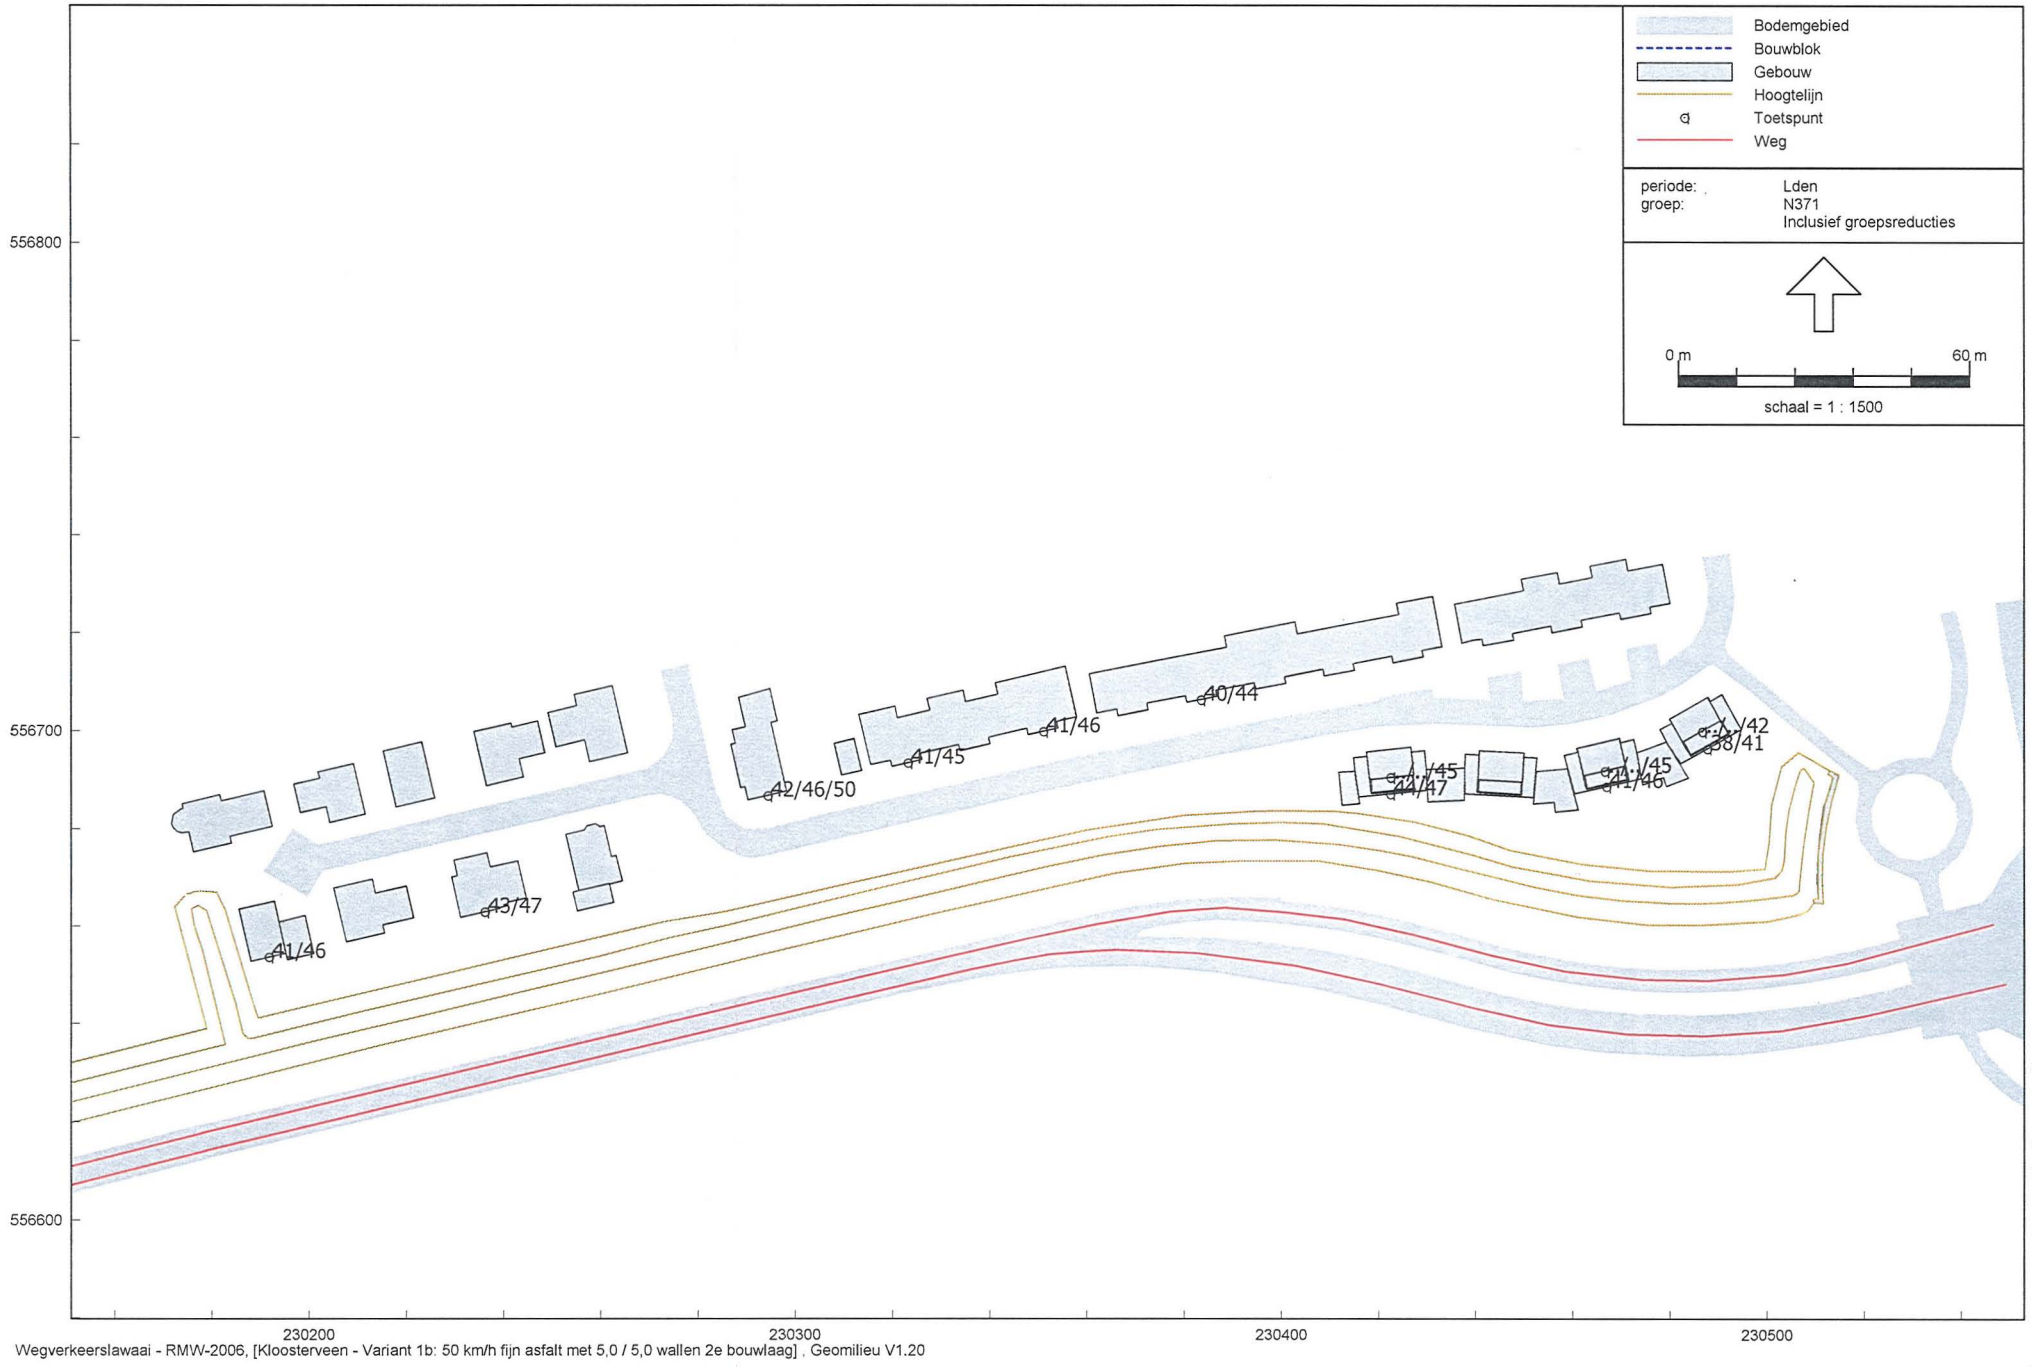 Bodemgebied
Bouwblok
Gebouw
Hoogtelijn
Toetspunt
Weg
periode: Lden
groep: N371
Inclusief groepsreducties
0 m 60 m
schaal = 1 : 1500
556800
556700
556600
40/44
41/46
41/45
42/46/50
../../42
38/41
../../45
44/47
../../45
41/46
43/47
41/46
230200 230300 230400 230500
Wegverkeerslawaai - RMW-2006, [Kloosterveen - Variant 1b: 50 km/h fijn asfalt met 5,0 / 5,0 wallen 2e bouwlaag] , Geomilieu V1.20